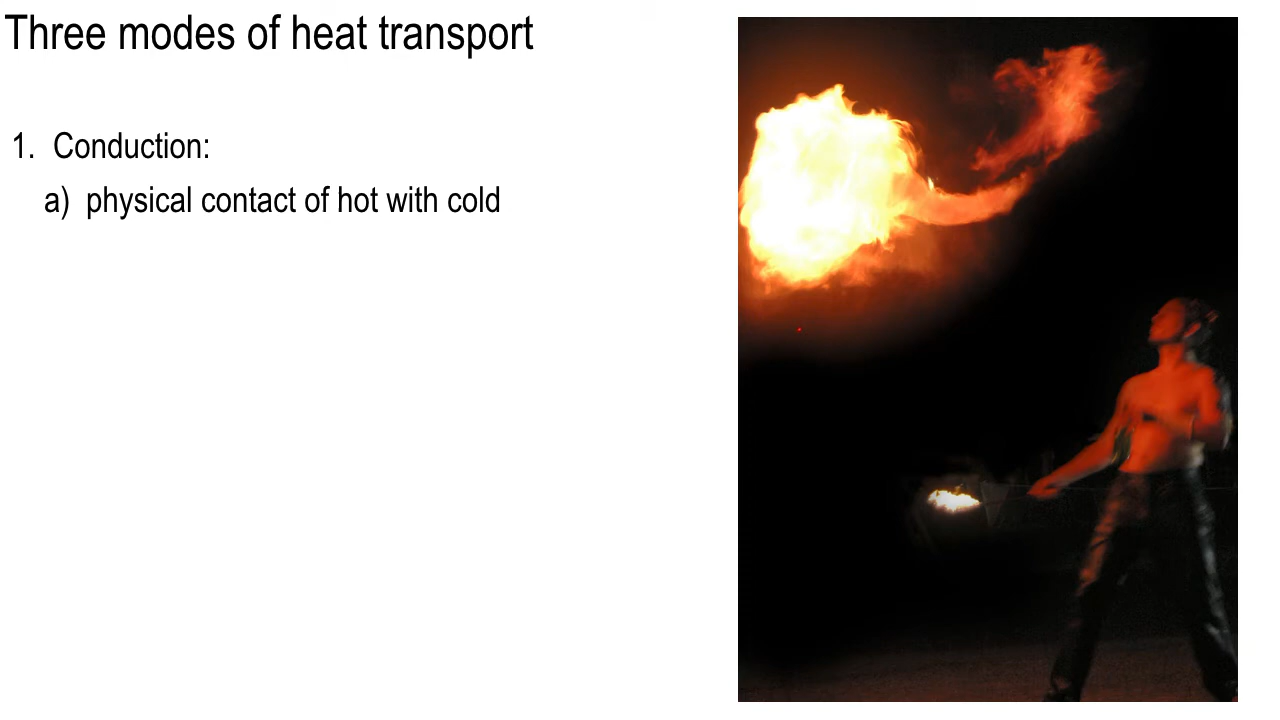 Three modes of heat transport
1. Conduction:
a) physical contact of hot with cold